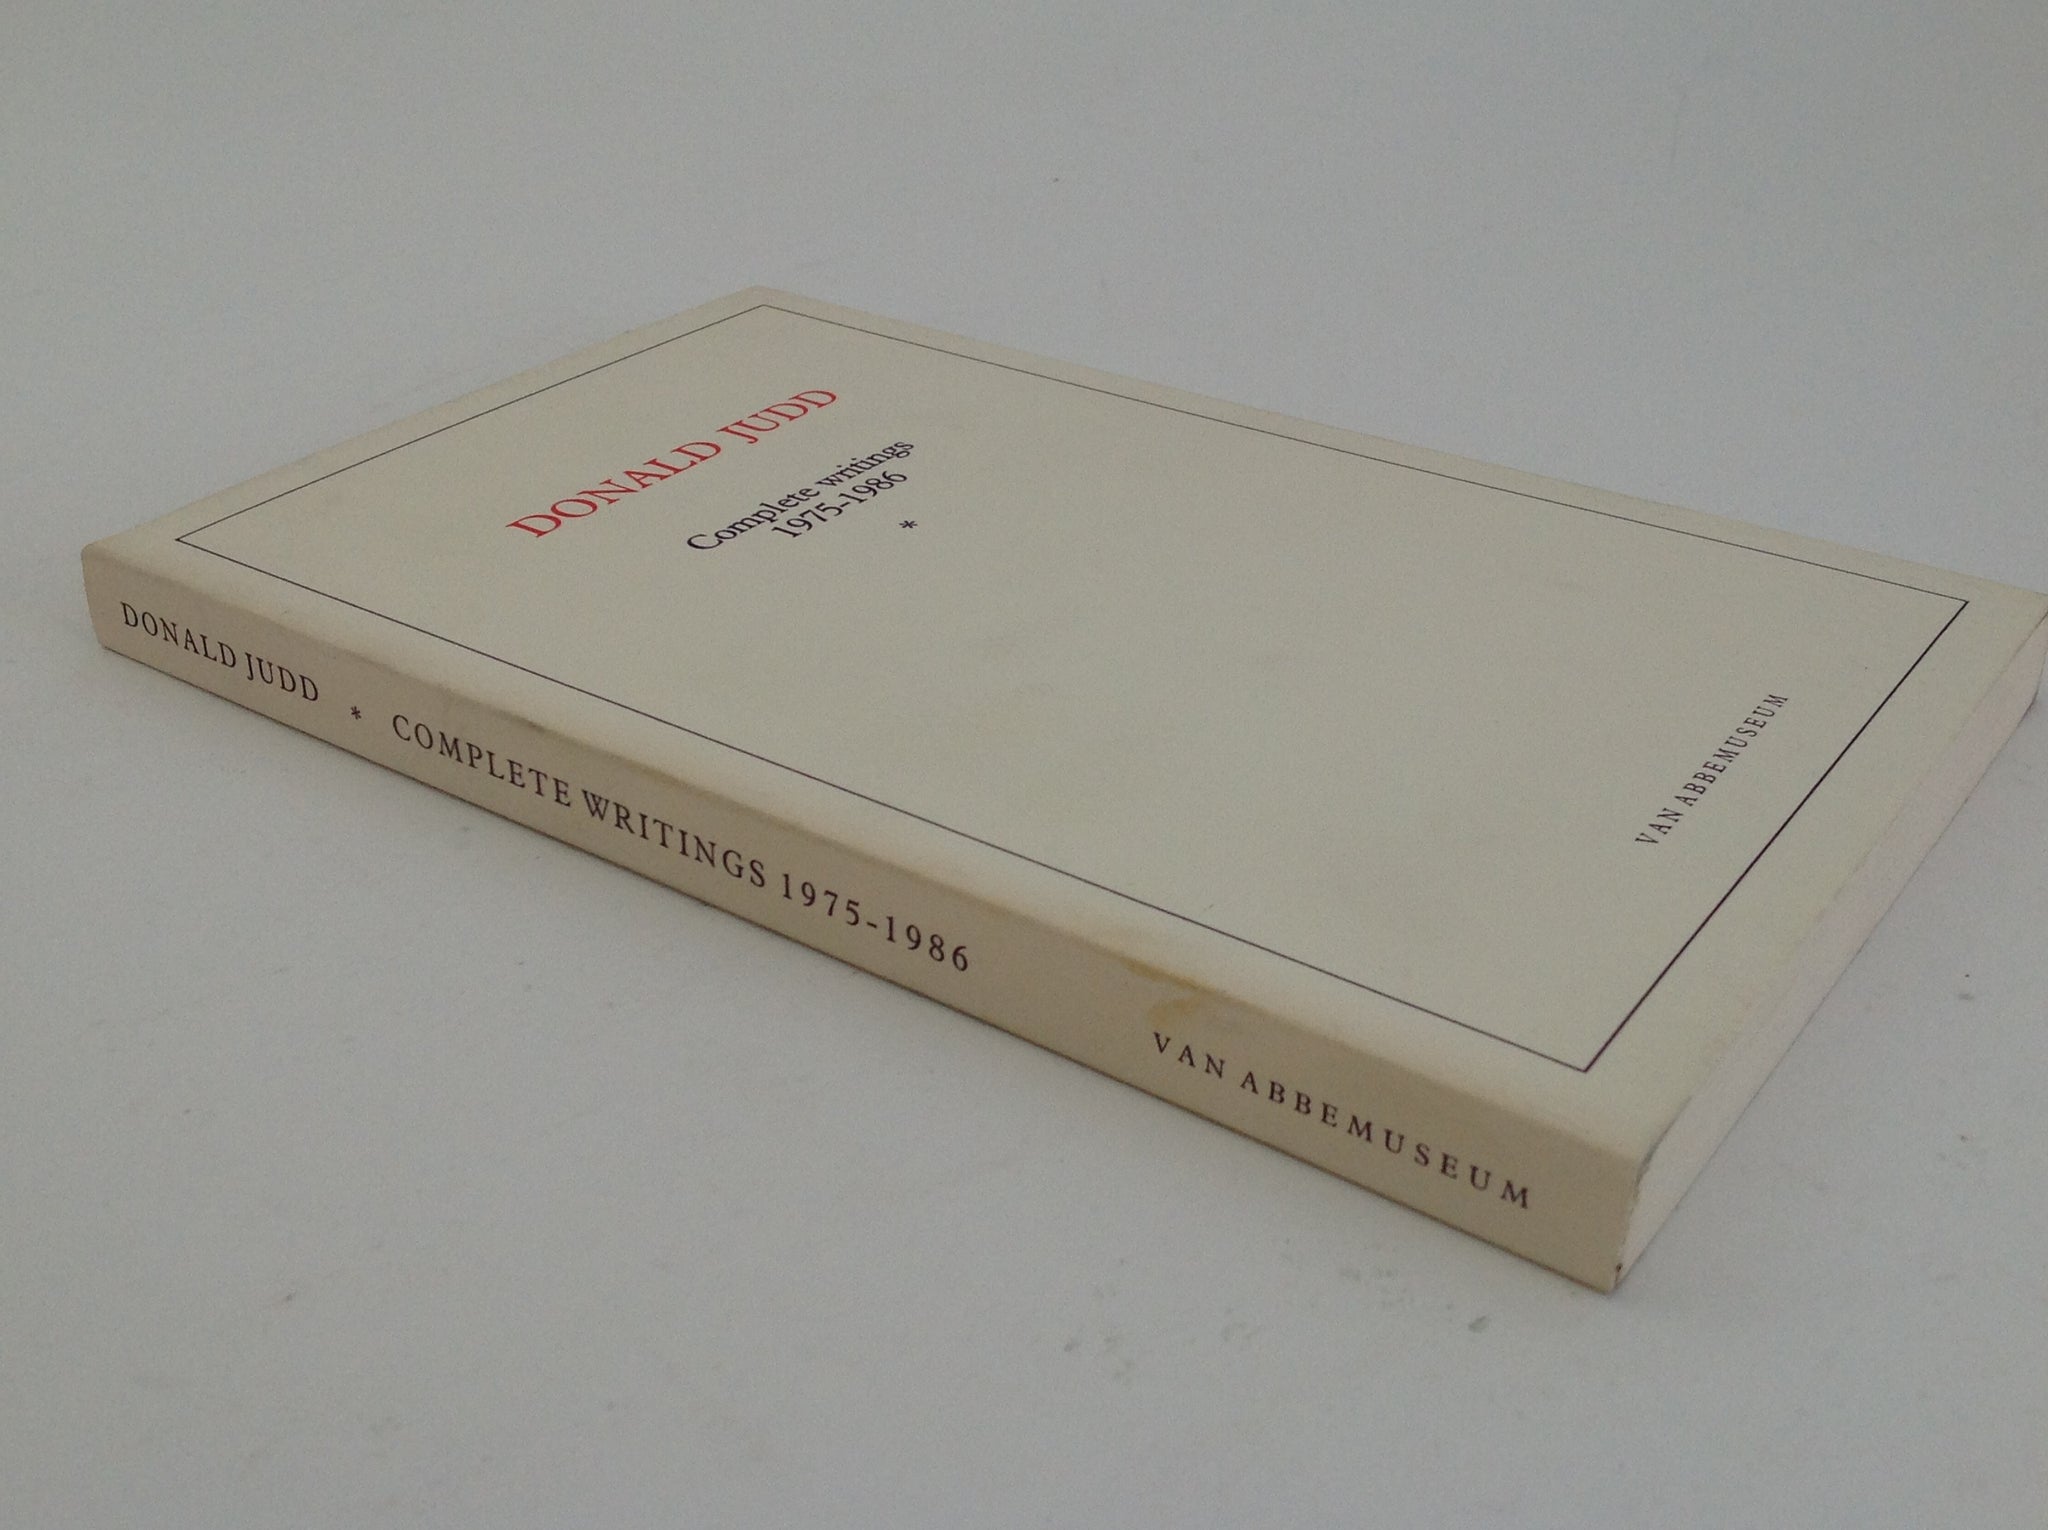 DONALD JUDD
Complete writings
1975-1986
*
VAN ABBEMUSEUM
DONALD JUDD * COMPLETE WRITINGS 1975-1986 VAN ABBEMUSEUM